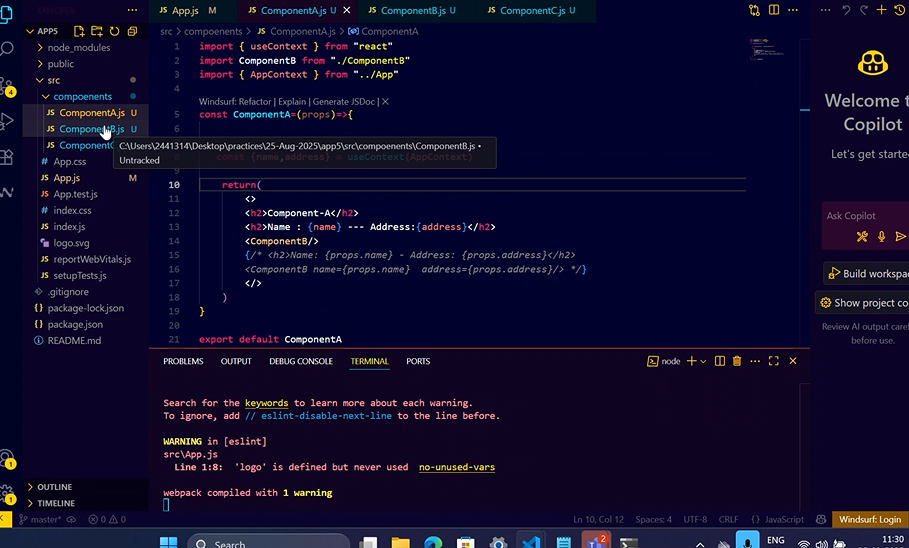 EXPLORER
App.js M
ComponentA.js U
ComponentB.js U
ComponentC.js U
APP5
node_modules
public
src
compoenents
JS ComponentA.js U
JS ComponentB.js U
JS ComponentC
# App.css
JS App.js M
JS App.test.js
# index.css
JS index.js
logo.svg
JS reportWebVitals.js
JS setupTests.js
.gitignore
{} package-lock.json
{} package.json
README.md
OUTLINE
TIMELINE
src > compoenents > JS ComponentA.js > ComponentA
1 import { useContext } from "react"
2 import ComponentB from "./ComponentB"
3 import { AppContext } from "../App"
4
Windsurf: Refactor | Explain | Generate JSDoc | X
5 const ComponentA=(props)=>{
6
C:\Users\2441314\Desktop\practices\25-Aug-2025\app5\src\compoenents\ComponentB.js •
Untracked
const {name,address} = useContext(AppContext)
9
10 return(
11 <>
12 <h2>Component-A</h2>
13 <h2>Name : {name} --- Address:{address}</h2>
14 <ComponentB/>
15 {/* <h2>Name: {props.name} - Address: {props.address}</h2>
16 <ComponentB name={props.name} address={props.address}/> */}
17 </>
18 )
19 }
20
21 export default ComponentA
PROBLEMS OUTPUT DEBUG CONSOLE TERMINAL PORTS
node
Search for the keywords to learn more about each warning.
To ignore, add // eslint-disable-next-line to the line before.
WARNING in [eslint]
src\App.js
Line 1:8: 'logo' is defined but never used no-unused-vars
webpack compiled with 1 warning
Welcome t
Copilot
Let's get starte
Ask Copilot
Build workspac
Show project co
Review AI output care
before use.
4
1
1
master*
0 0
Ln 10, Col 12
Spaces: 4
UTF-8
CRLF
{} JavaScript
Windsurf: Login
Search
2
ENG
11:30